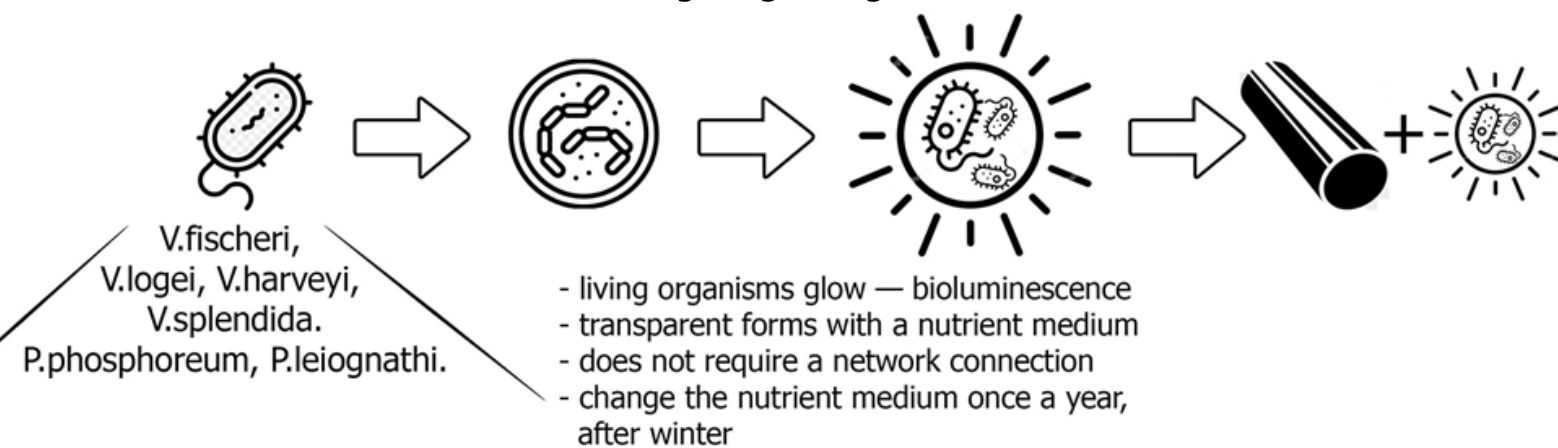 V.fischeri,
V.logei, V.harveyi,
V.splendida.
P.phosphoreum, P.leiognathi.
- living organisms glow — bioluminescence
- transparent forms with a nutrient medium
- does not require a network connection
- change the nutrient medium once a year,
after winter